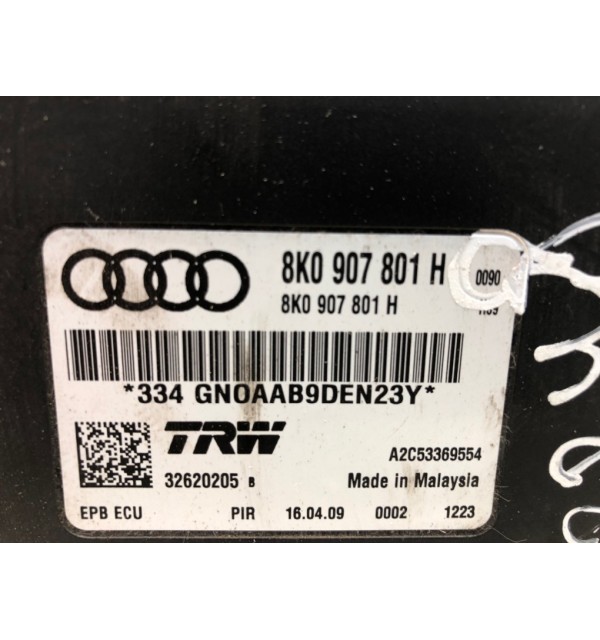 8K0 907 801 H 0090
8K0 907 801 H
*334 GN0AAB9DEN23Y*
TRW A2C53369554
32620205 B Made in Malaysia
EPB ECU PIR 16.04.09 0002 1223